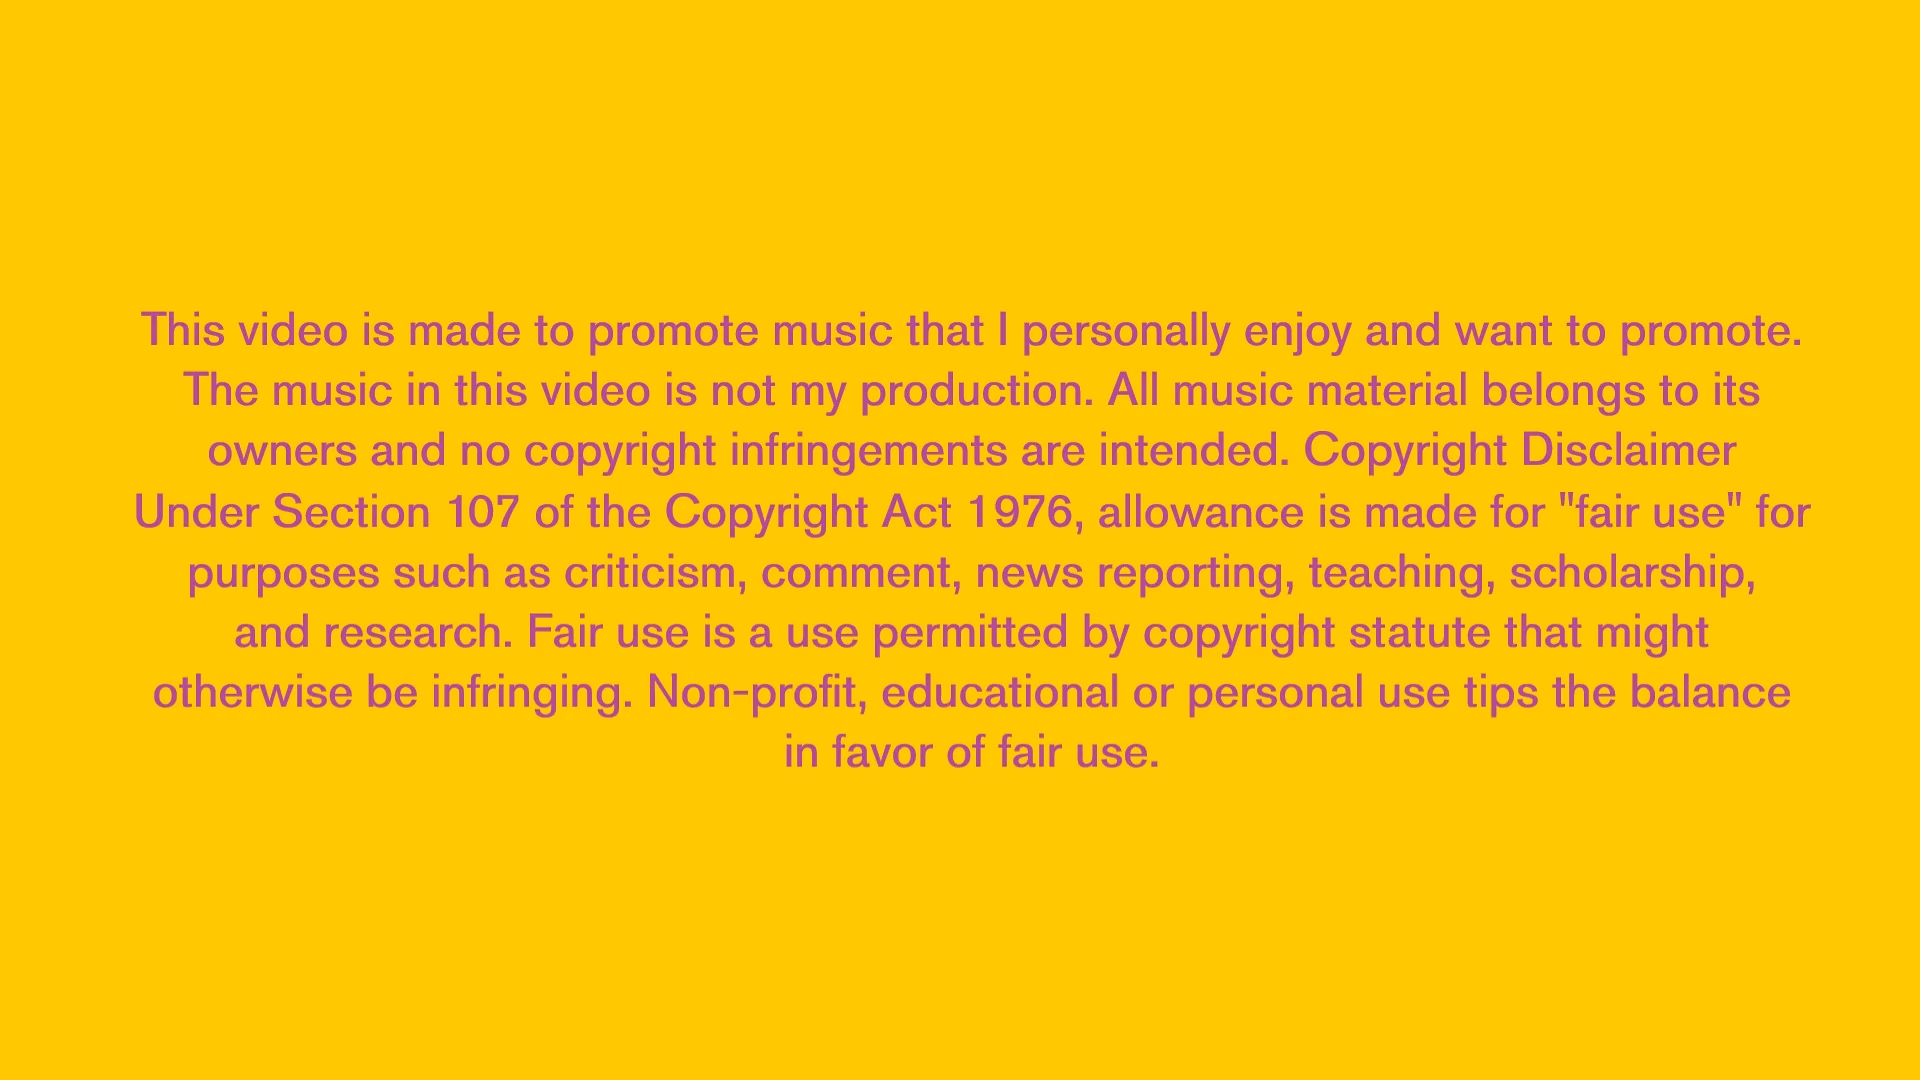 This video is made to promote music that I personally enjoy and want to promote.
The music in this video is not my production. All music material belongs to its
owners and no copyright infringements are intended. Copyright Disclaimer
Under Section 107 of the Copyright Act 1976, allowance is made for "fair use" for
purposes such as criticism, comment, news reporting, teaching, scholarship,
and research. Fair use is a use permitted by copyright statute that might
otherwise be infringing. Non-profit, educational or personal use tips the balance
in favor of fair use.